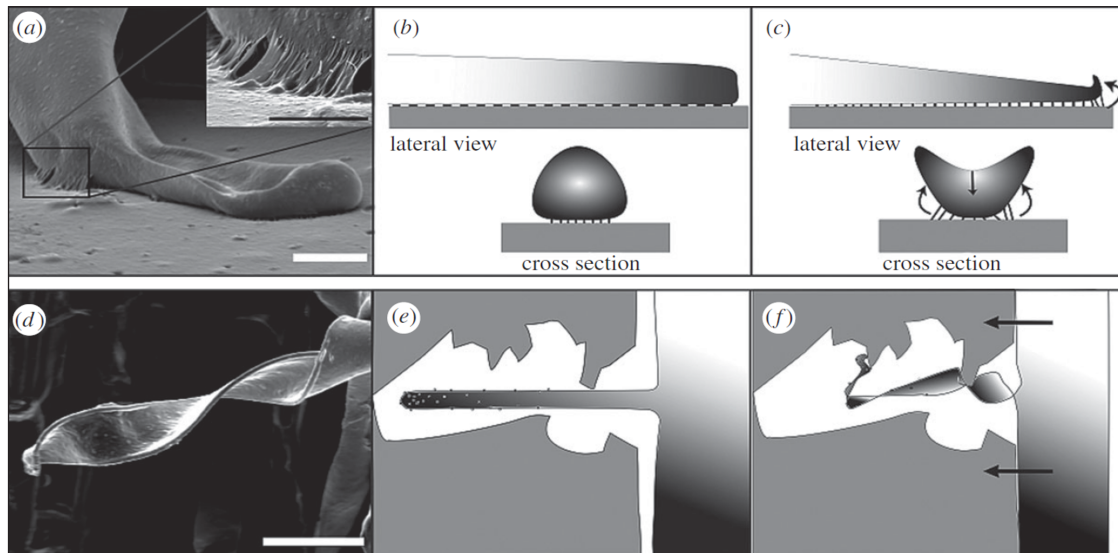 (a)
(b)
lateral view
cross section
(c)
lateral view
cross section
(d)
(e)
(f)